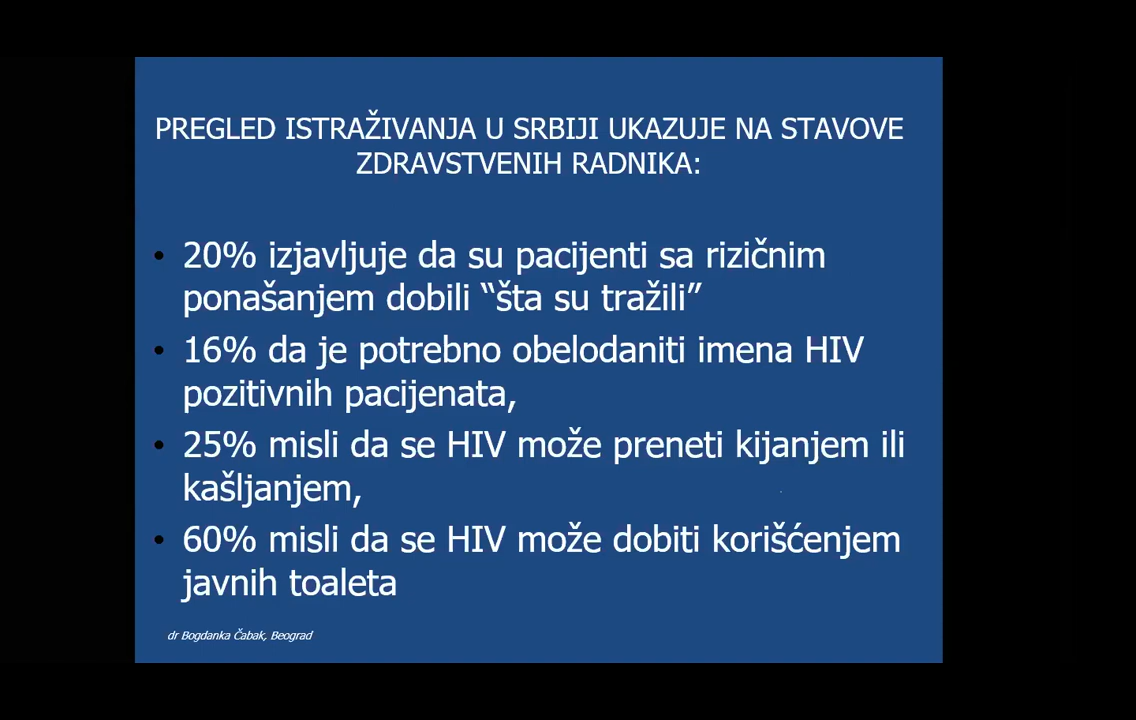 PREGLED ISTRAŽIVANJA U SRBIJI UKAZUJE NA STAVOVE
ZDRAVSTVENIH RADNIKA:
• 20% izjavljuje da su pacijenti sa rizičnim
ponašanjem dobili “šta su tražili”
• 16% da je potrebno obelodaniti imena HIV
pozitivnih pacijenata,
• 25% misli da se HIV može preneti kijanjem ili
kašljanjem,
• 60% misli da se HIV može dobiti korišćenjem
javnih toaleta
dr Bogdanka Čabak, Beograd